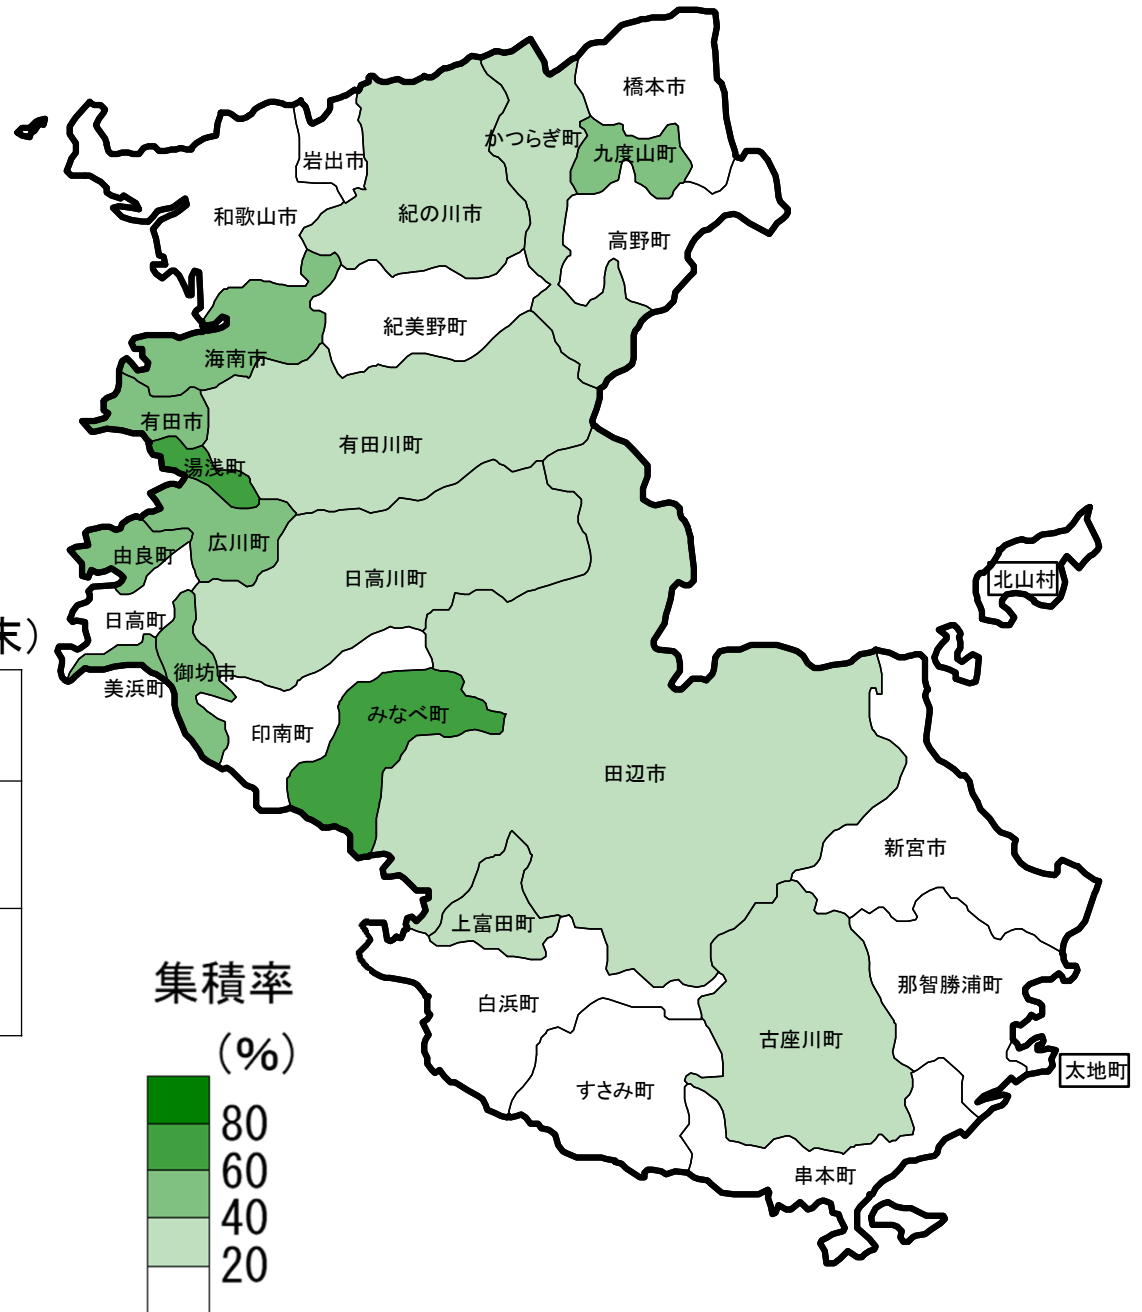 橋本市
かつらぎ町
九度山町
岩出市
和歌山市
紀の川市
高野町
紀美野町
海南市
有田市
有田川町
湯浅町
広川町
由良町
日高川町
北山村
日高町
末）
御坊市
美浜町
みなべ町
印南町
田辺市
新宮市
上富田町
那智勝浦町
白浜町
古座川町
太地町
すさみ町
串本町
集積率
（%）
80
60
40
20